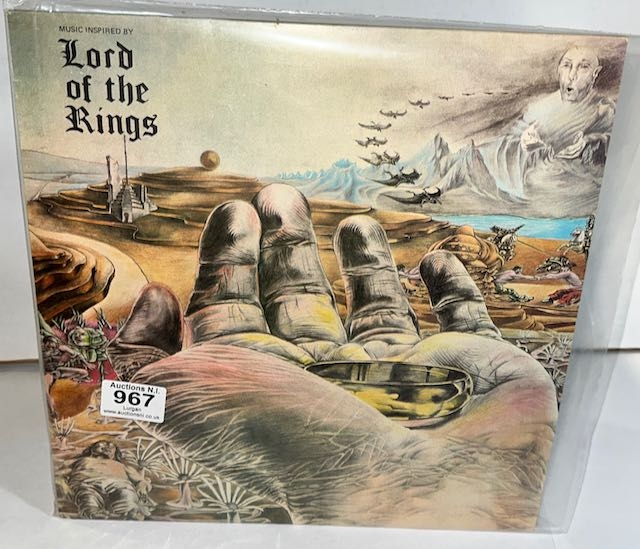 MUSIC INSPIRED BY
Lord
of the
Rings
Auctions N.I.
967
Lurgan
www.auctionsni.co.uk